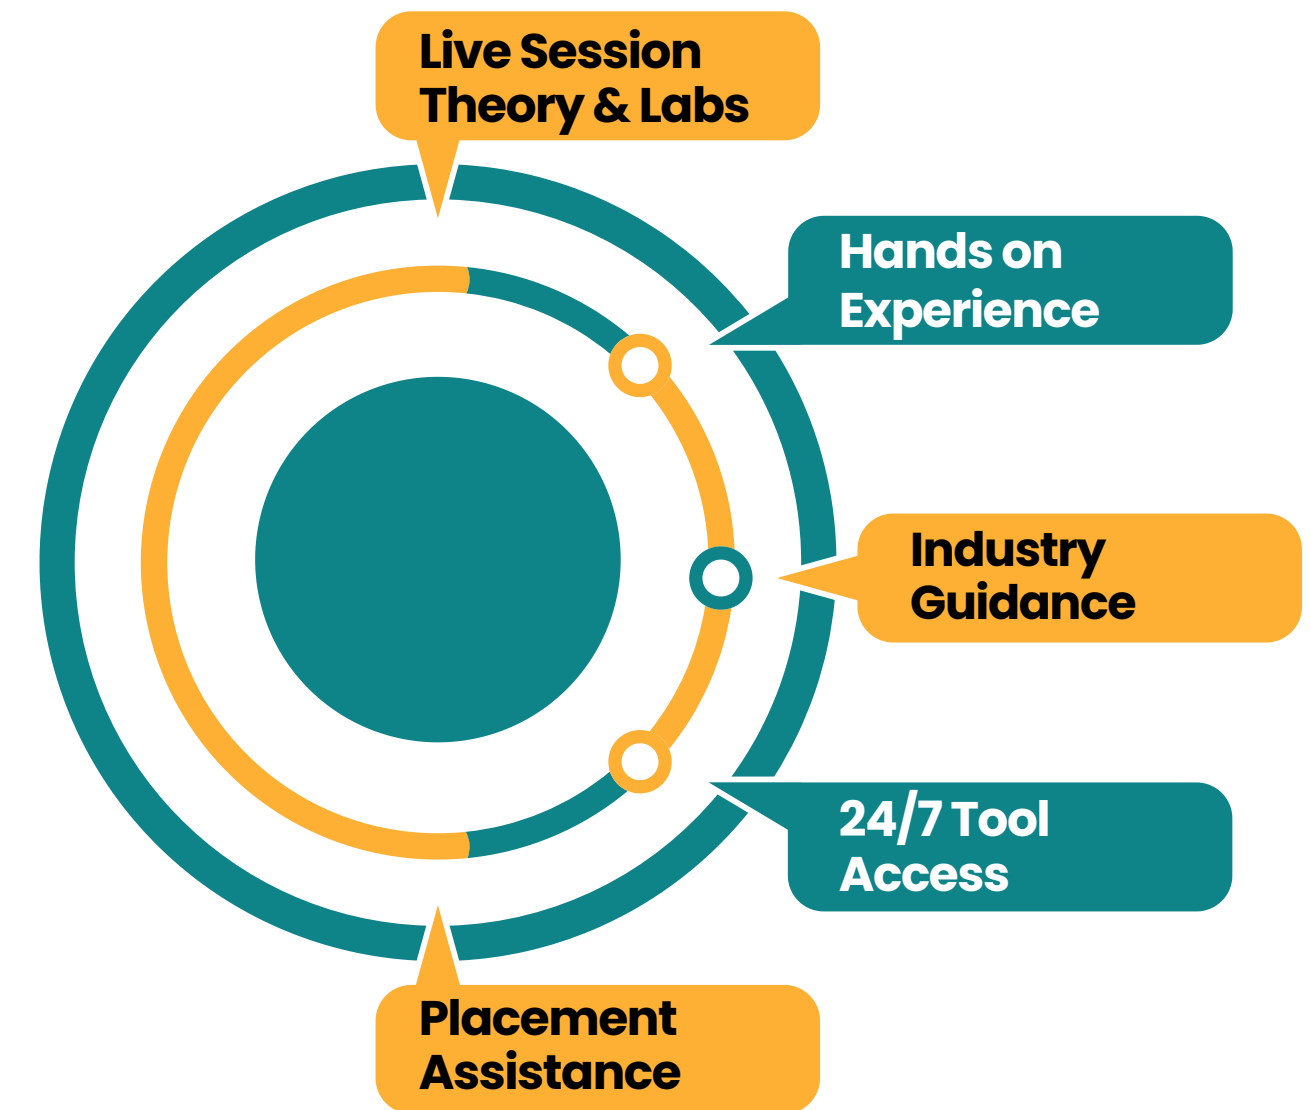 Live Session
Theory & Labs
Hands on
Experience
Industry
Guidance
24/7 Tool
Access
Placement
Assistance